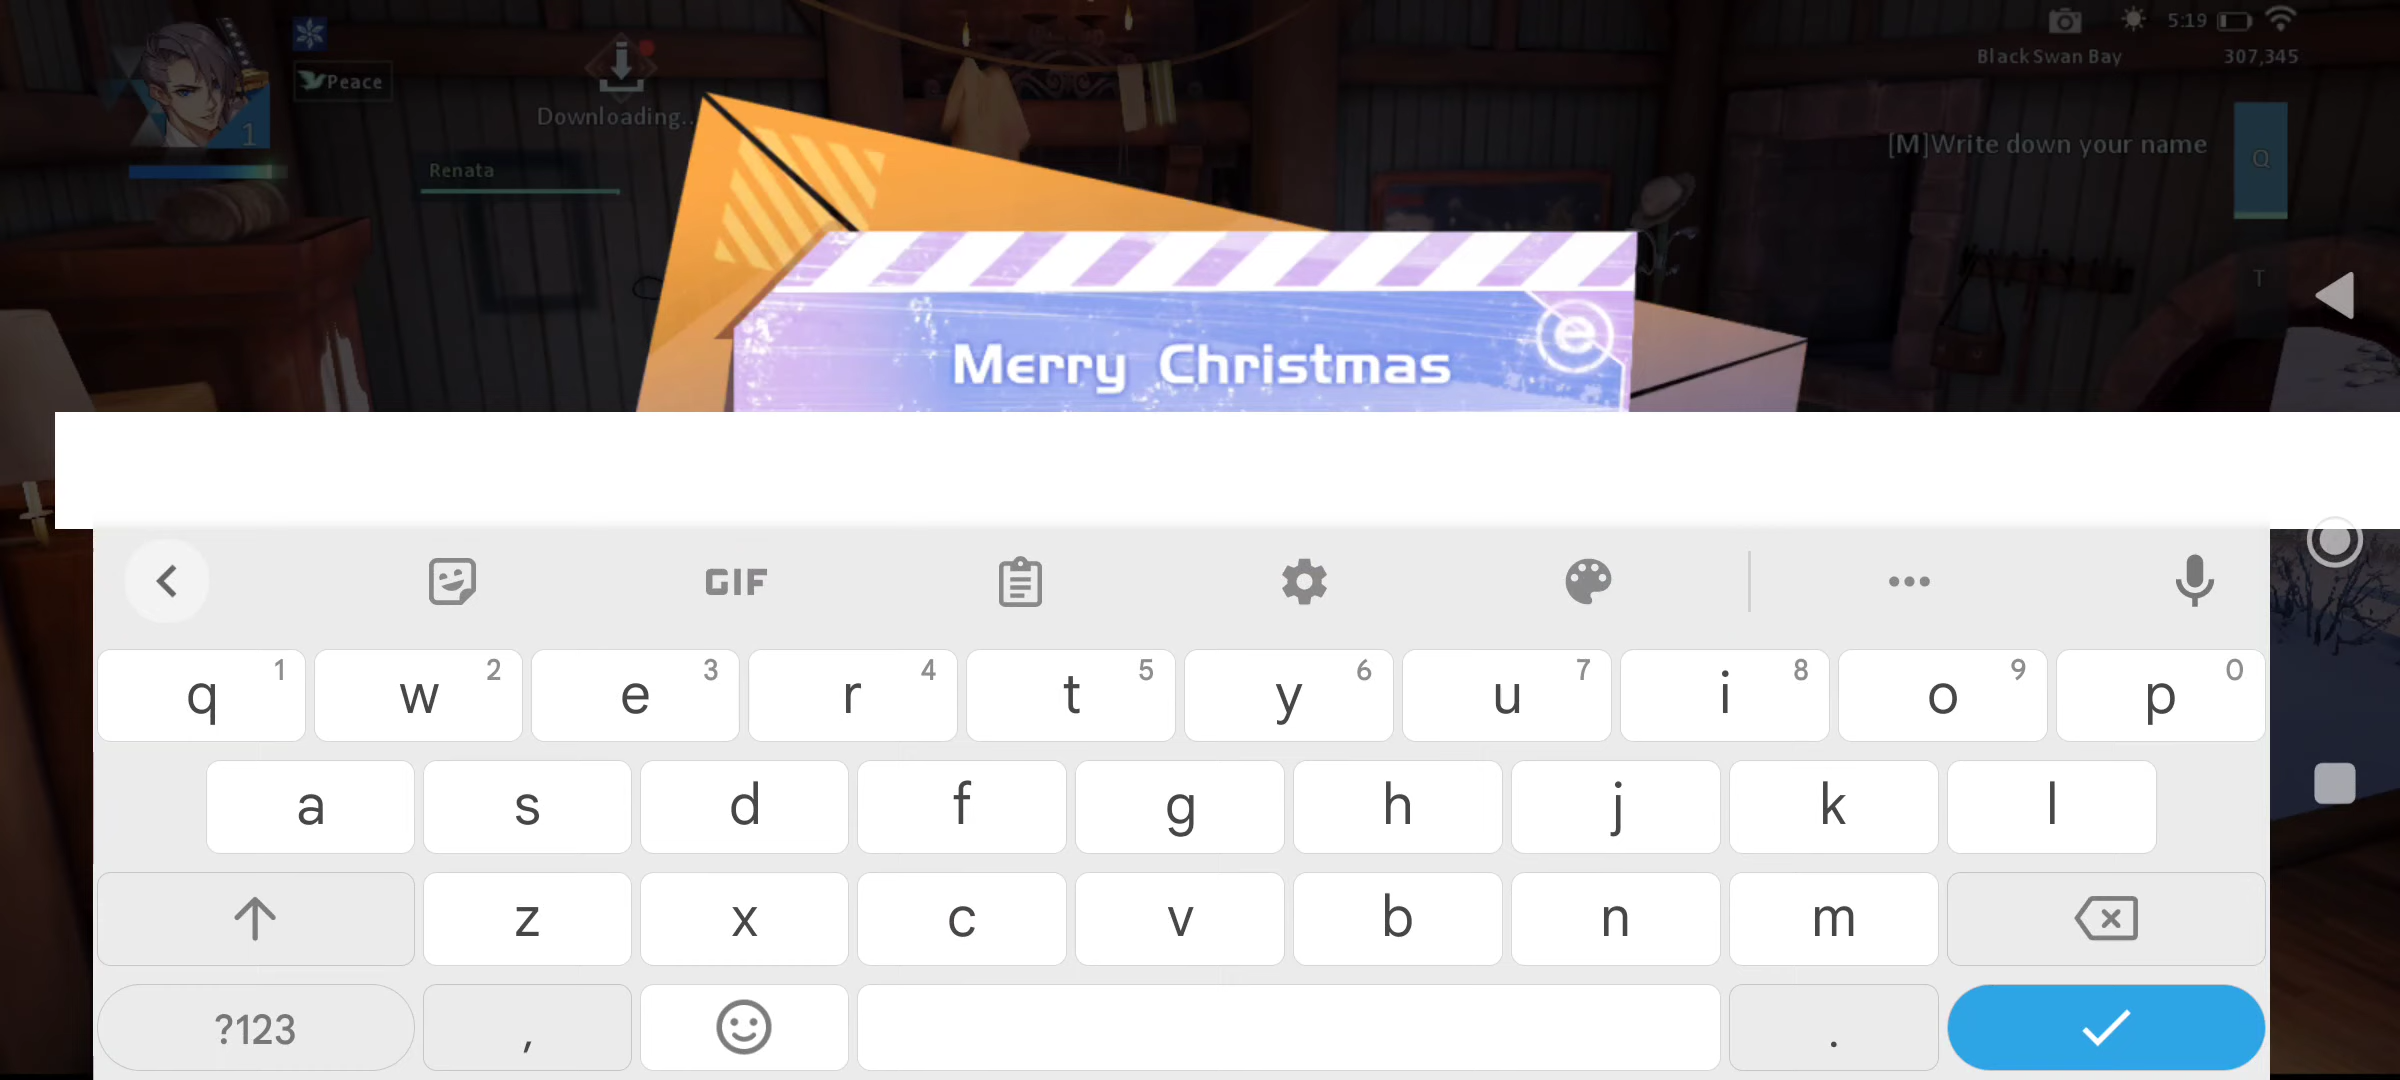 Peace
1
Downloading..
Renata
5:19
Black Swan Bay
307,345
[M]Write down your name
Q
T
e
Merry Christmas
GIF
q 1 w 2 e 3 r 4 t 5 y 6 u 7 i 8 o 9 p 0
a s d f g h j k l
z x c v b n m
?123 , .